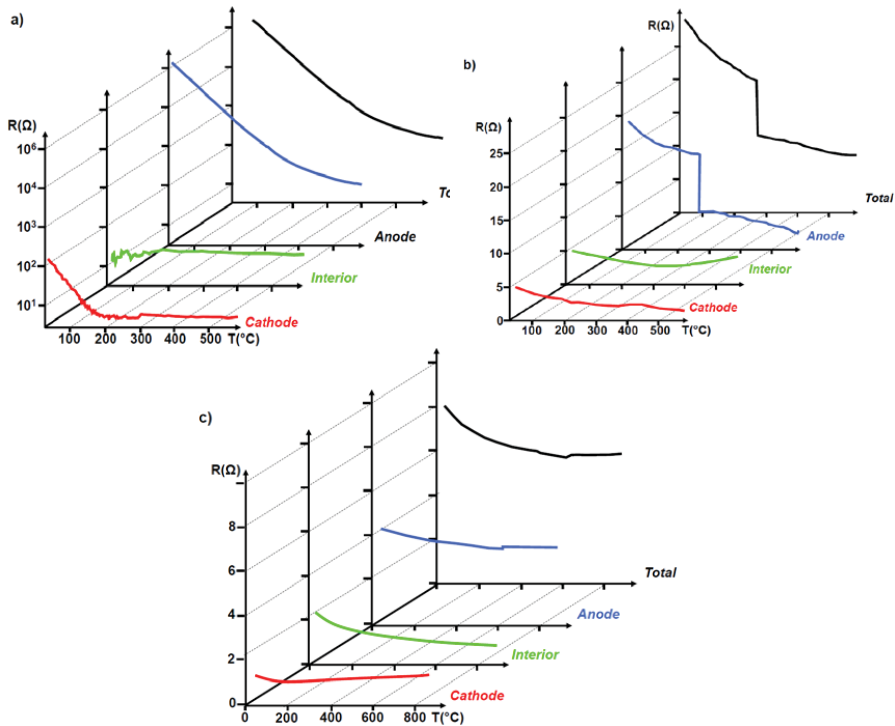 a)
R(Ω)
10⁶
10⁴
10³
10²
10¹
100 200 300 400 500 T(°C)
To
Anode
Interior
Cathode
b)
R(Ω)
R(Ω)
25
20
15
10
5
0
100 200 300 400 500 T(°C)
Total
Anode
Interior
Cathode
c)
R(Ω)
8
6
4
2
0
0 200 400 600 800 T(°C)
Total
Anode
Interior
Cathode